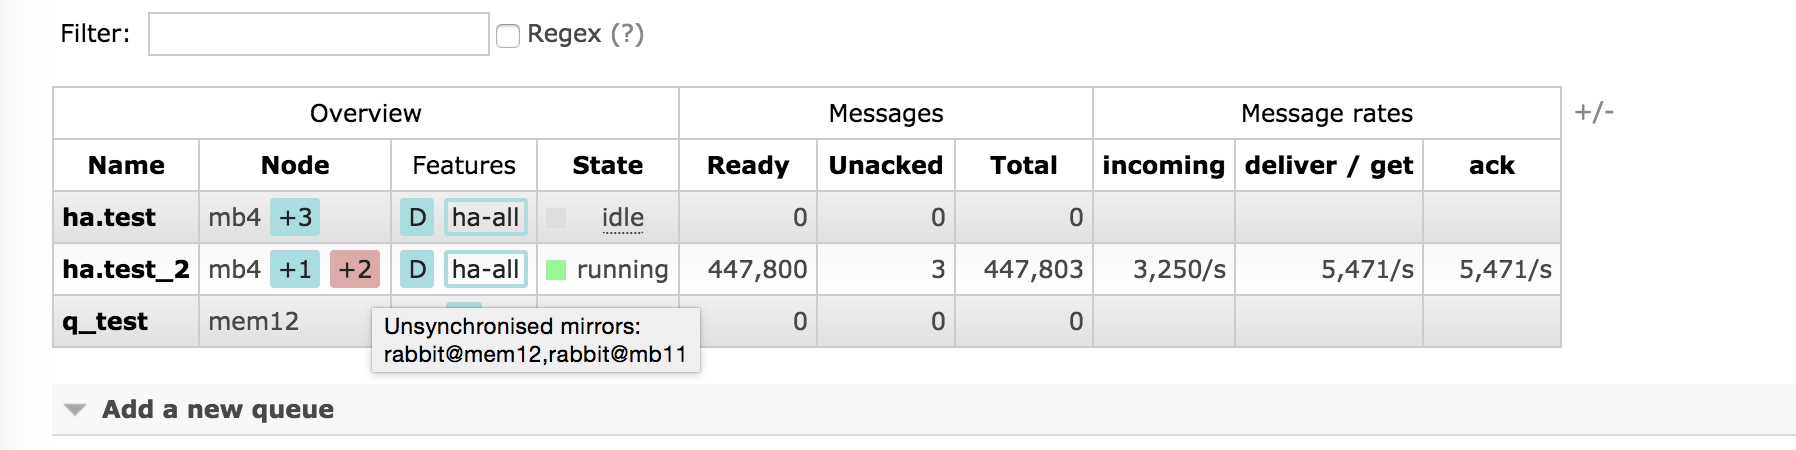 Filter: Regex (?)
Overview Messages Message rates +/-
Name Node Features State Ready Unacked Total incoming deliver / get ack
ha.test mb4 +3 D ha-all idle 0 0 0
ha.test_2 mb4 +1 +2 D ha-all running 447,800 3 447,803 3,250/s 5,471/s 5,471/s
q_test mem12 0 0 0
Unsynchronised mirrors:
rabbit@mem12,rabbit@mb11
Add a new queue